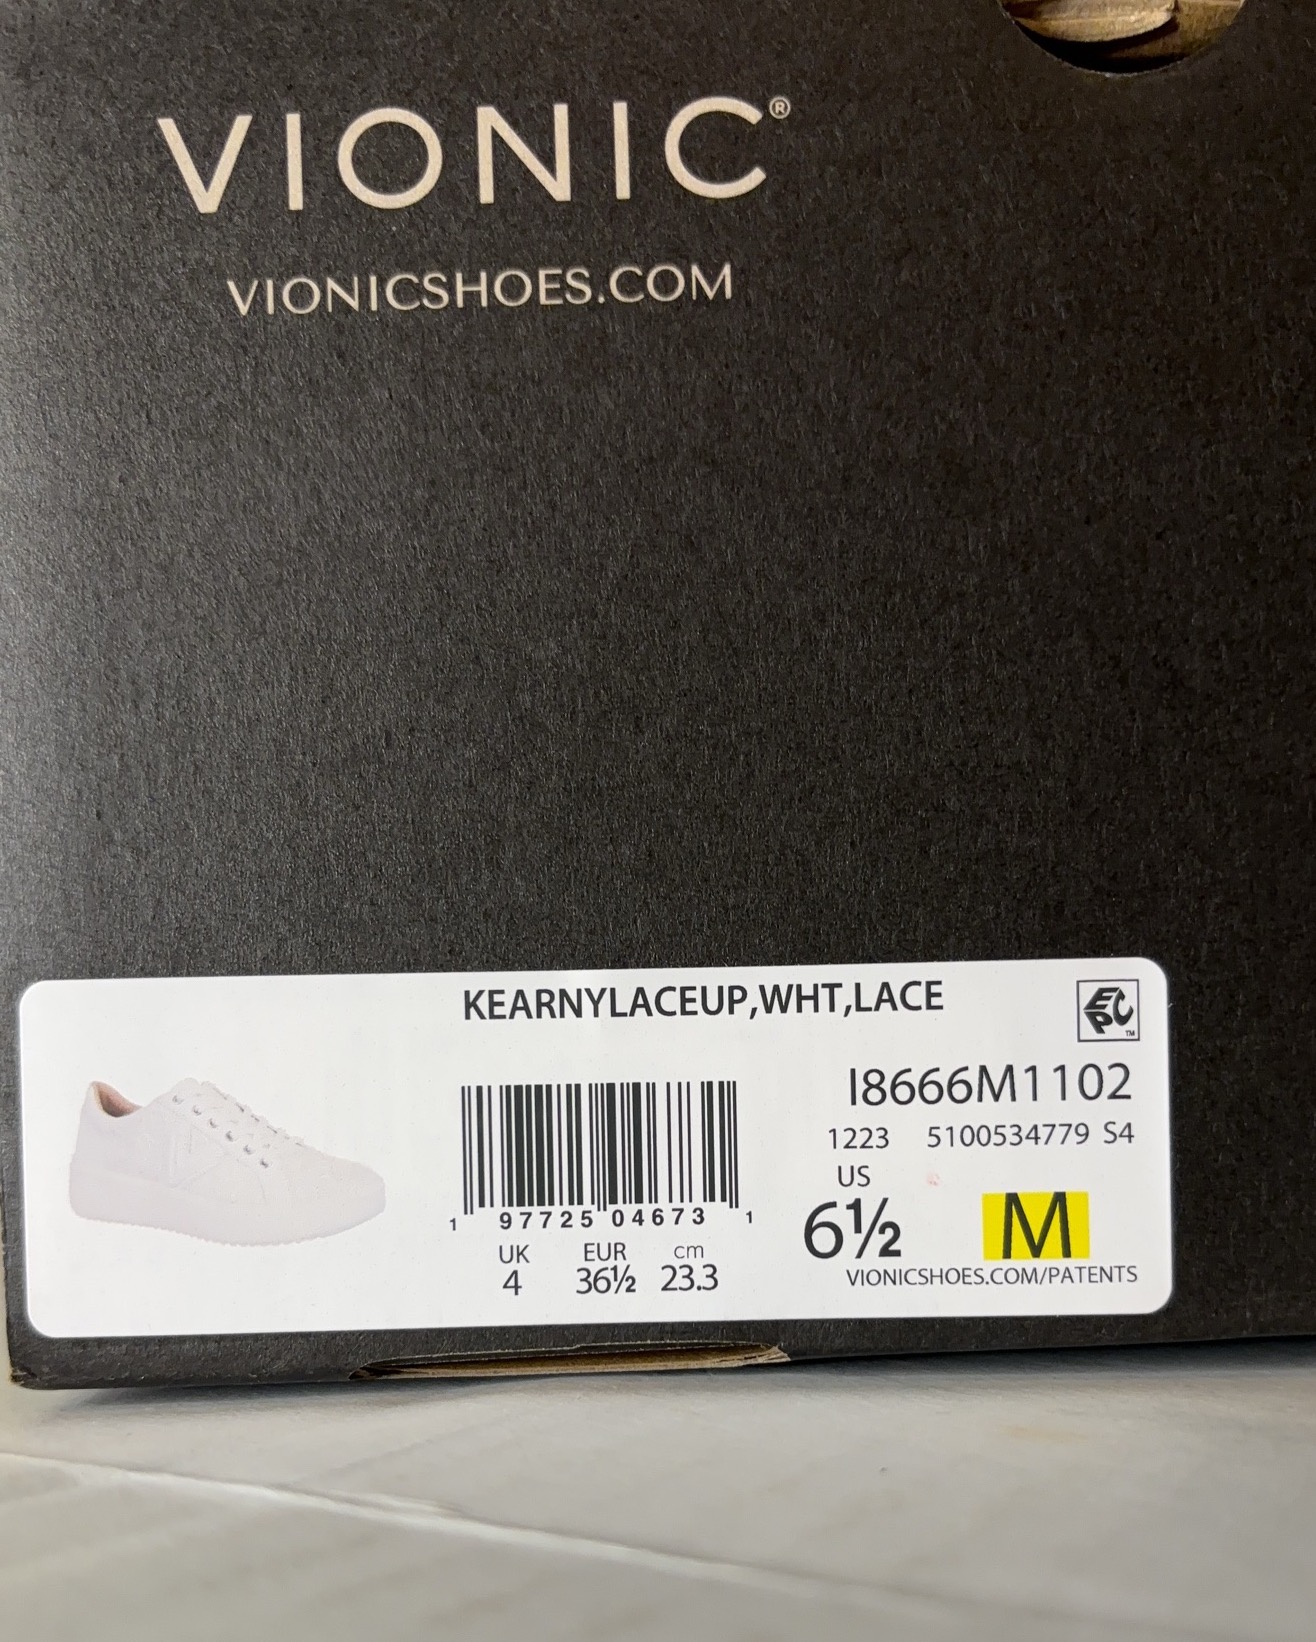 VIONIC®
VIONICSHOES.COM
KEARNYLACEUP,WHT,LACE
EPC™
I8666M1102
1223 5100534779 S4
1 97725 04673 1
US
6½ M
UK EUR cm
4 36½ 23.3
VIONICSHOES.COM/PATENTS